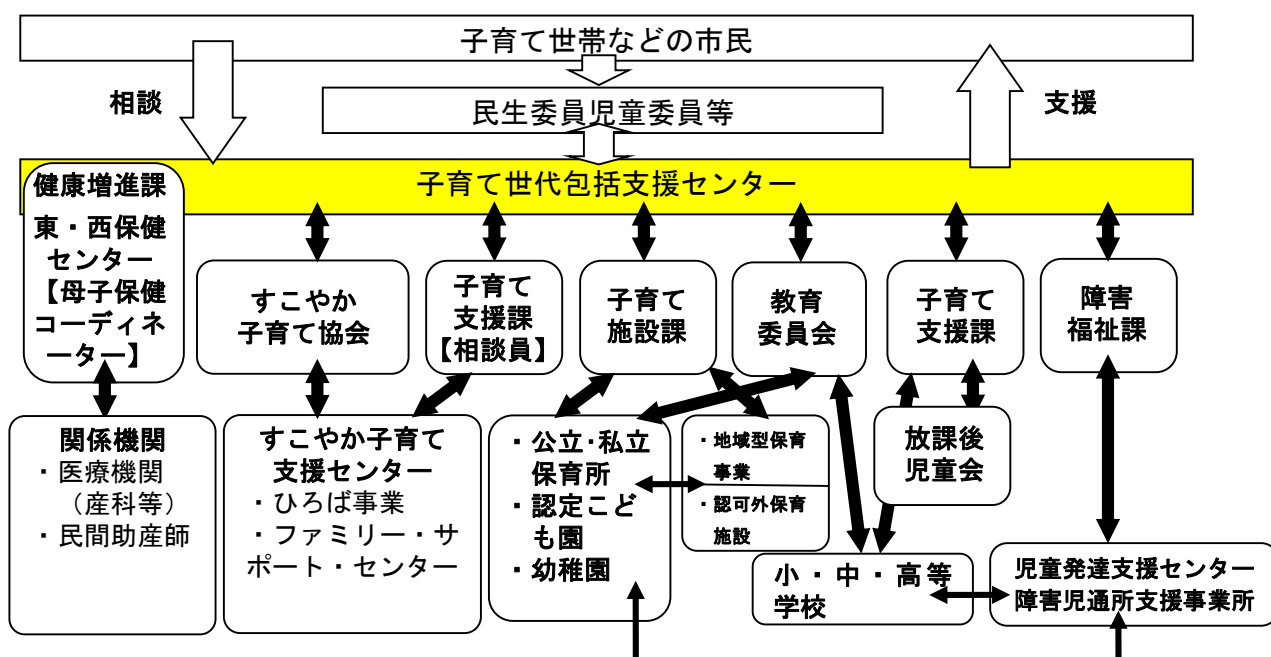 子育て世帯などの市民
相談
民生委員児童委員等
支援
子育て世代包括支援センター
健康増進課
東・西保健
センター
【母子保健
コーディネ
ーター】
すこやか
子育て協会
子育て
支援課
【相談員】
子育て
施設課
教育
委員会
子育て
支援課
障害
福祉課
関係機関
・医療機関
（産科等）
・民間助産師
すこやか子育て
支援センター
・ひろば事業
・ファミリー・サ
ポート・センター
・公立・私立
保育所
・認定こど
も園
・幼稚園
・地域型保育
事業
・認可外保育
施設
放課後
児童会
小・中・高等
学校
児童発達支援センター
障害児通所支援事業所